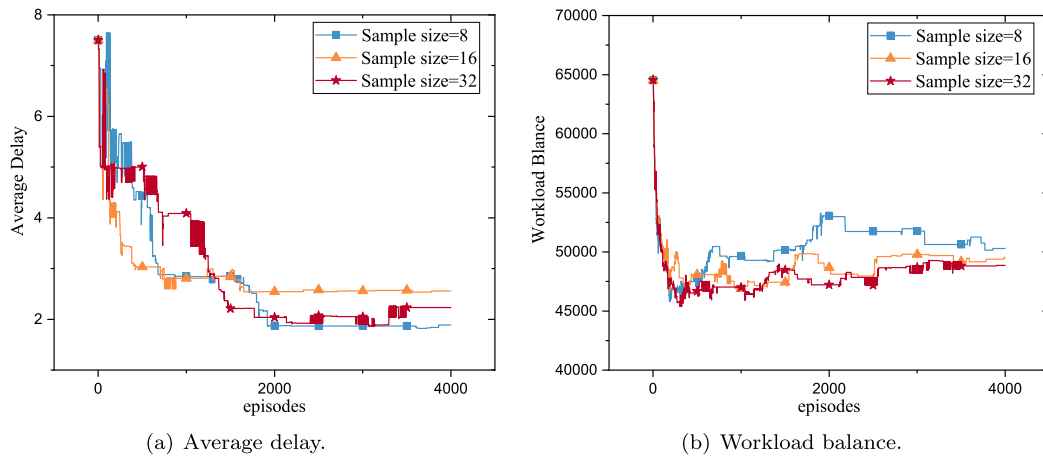 8
6
4
2
Average Delay
0
2000
4000
episodes
Sample size=8
Sample size=16
Sample size=32
(a) Average delay.
70000
65000
60000
55000
50000
45000
40000
Workload Blance
0
2000
4000
episodes
Sample size=8
Sample size=16
Sample size=32
(b) Workload balance.